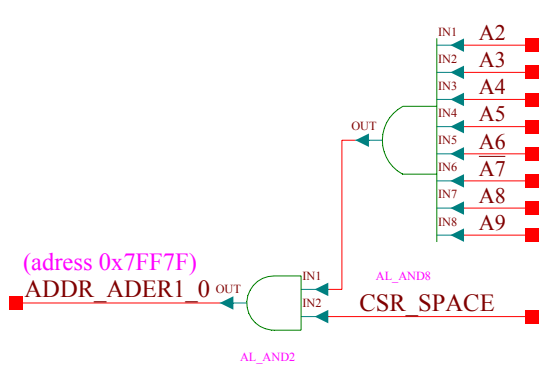 IN1 A2
IN2 A3
IN3 A4
IN4 A5
OUT
IN5 A6
IN6 A̅7̅
IN7 A8
IN8 A9
(adress 0x7FF7F)
ADDR_ADER1_0 OUT
IN1
AL_AND8
IN2 CSR_SPACE
AL_AND2